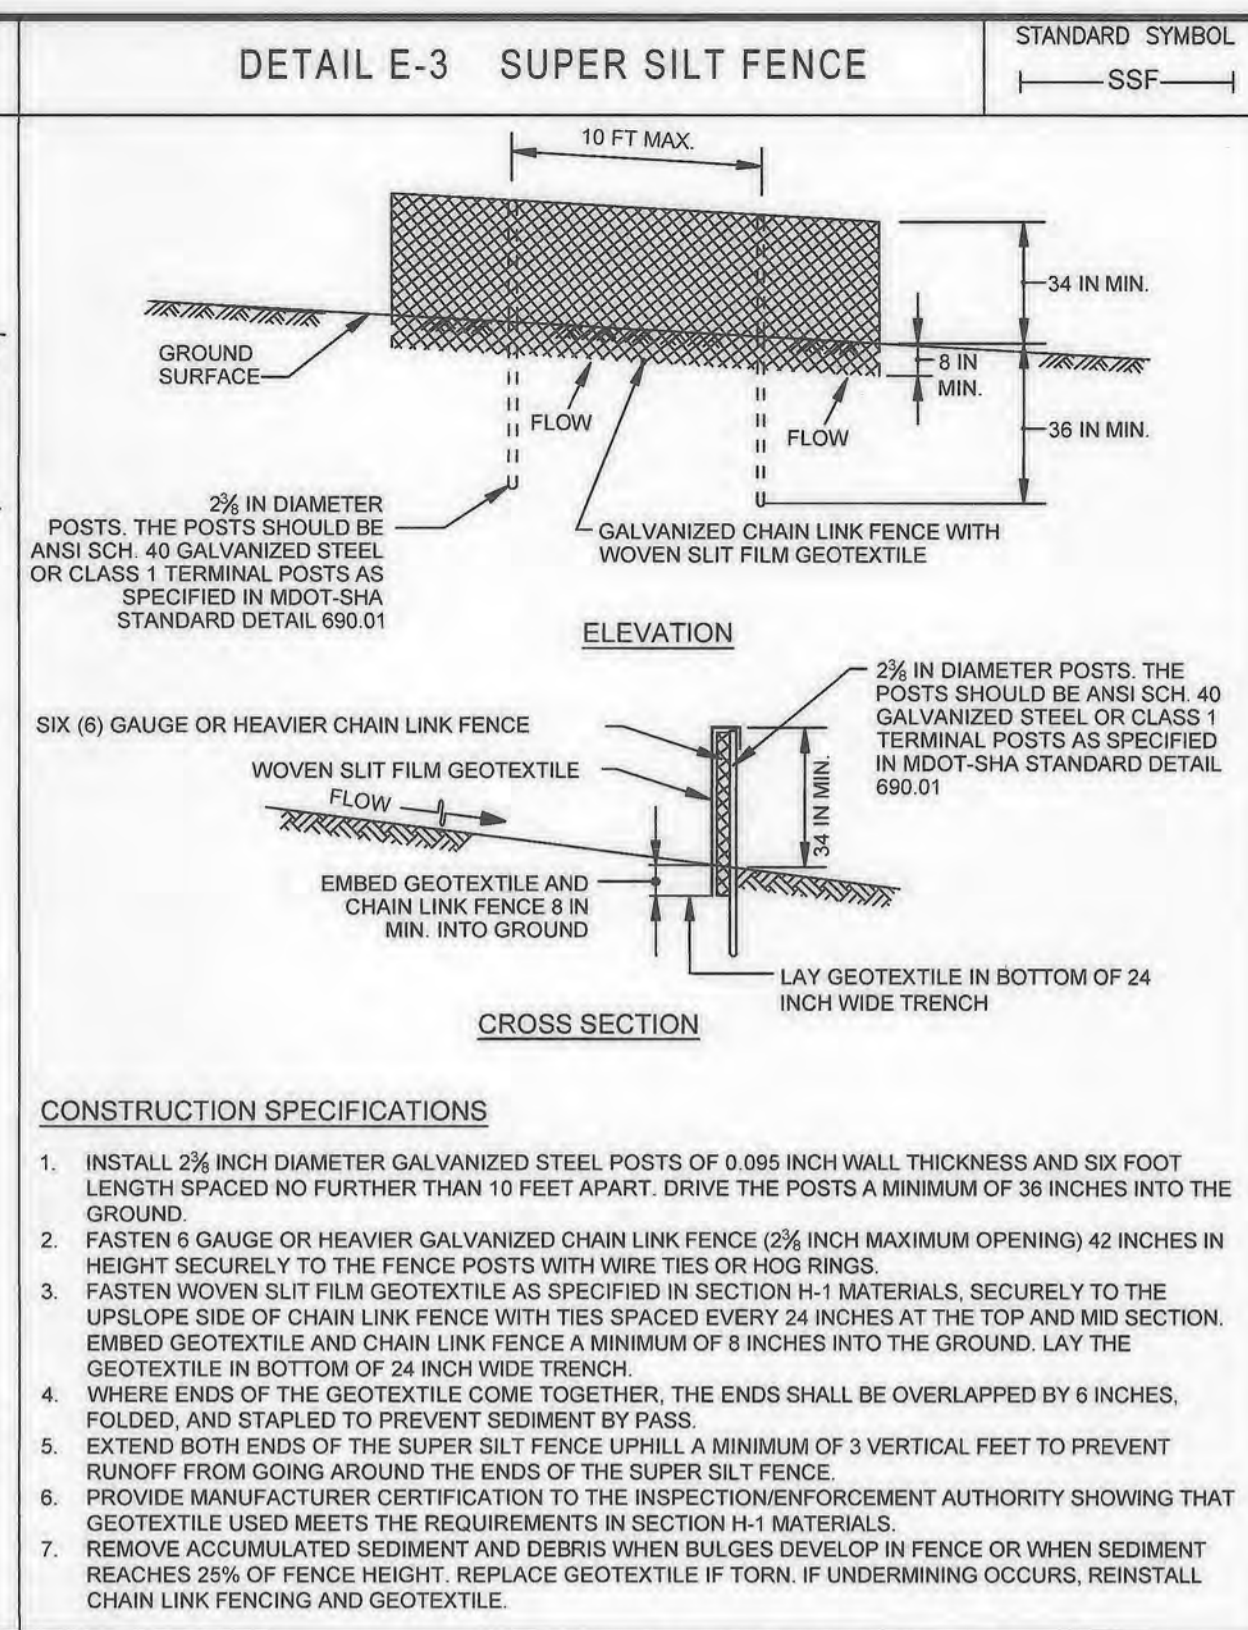 DETAIL E-3 SUPER SILT FENCE
STANDARD SYMBOL
SSF
10 FT MAX.
34 IN MIN.
GROUND
SURFACE
8 IN
MIN.
FLOW
FLOW
36 IN MIN.
2⅜ IN DIAMETER
POSTS. THE POSTS SHOULD BE
ANSI SCH. 40 GALVANIZED STEEL
OR CLASS 1 TERMINAL POSTS AS
SPECIFIED IN MDOT-SHA
STANDARD DETAIL 690.01
GALVANIZED CHAIN LINK FENCE WITH
WOVEN SLIT FILM GEOTEXTILE
ELEVATION
2⅜ IN DIAMETER POSTS. THE
POSTS SHOULD BE ANSI SCH. 40
GALVANIZED STEEL OR CLASS 1
TERMINAL POSTS AS SPECIFIED
IN MDOT-SHA STANDARD DETAIL
690.01
SIX (6) GAUGE OR HEAVIER CHAIN LINK FENCE
WOVEN SLIT FILM GEOTEXTILE
FLOW
34 IN MIN.
EMBED GEOTEXTILE AND
CHAIN LINK FENCE 8 IN
MIN. INTO GROUND
LAY GEOTEXTILE IN BOTTOM OF 24
INCH WIDE TRENCH
CROSS SECTION
CONSTRUCTION SPECIFICATIONS
1. INSTALL 2⅜ INCH DIAMETER GALVANIZED STEEL POSTS OF 0.095 INCH WALL THICKNESS AND SIX FOOT
LENGTH SPACED NO FURTHER THAN 10 FEET APART. DRIVE THE POSTS A MINIMUM OF 36 INCHES INTO THE
GROUND.
2. FASTEN 6 GAUGE OR HEAVIER GALVANIZED CHAIN LINK FENCE (2⅜ INCH MAXIMUM OPENING) 42 INCHES IN
HEIGHT SECURELY TO THE FENCE POSTS WITH WIRE TIES OR HOG RINGS.
3. FASTEN WOVEN SLIT FILM GEOTEXTILE AS SPECIFIED IN SECTION H-1 MATERIALS, SECURELY TO THE
UPSLOPE SIDE OF CHAIN LINK FENCE WITH TIES SPACED EVERY 24 INCHES AT THE TOP AND MID SECTION.
EMBED GEOTEXTILE AND CHAIN LINK FENCE A MINIMUM OF 8 INCHES INTO THE GROUND. LAY THE
GEOTEXTILE IN BOTTOM OF 24 INCH WIDE TRENCH.
4. WHERE ENDS OF THE GEOTEXTILE COME TOGETHER, THE ENDS SHALL BE OVERLAPPED BY 6 INCHES,
FOLDED, AND STAPLED TO PREVENT SEDIMENT BY PASS.
5. EXTEND BOTH ENDS OF THE SUPER SILT FENCE UPHILL A MINIMUM OF 3 VERTICAL FEET TO PREVENT
RUNOFF FROM GOING AROUND THE ENDS OF THE SUPER SILT FENCE.
6. PROVIDE MANUFACTURER CERTIFICATION TO THE INSPECTION/ENFORCEMENT AUTHORITY SHOWING THAT
GEOTEXTILE USED MEETS THE REQUIREMENTS IN SECTION H-1 MATERIALS.
7. REMOVE ACCUMULATED SEDIMENT AND DEBRIS WHEN BULGES DEVELOP IN FENCE OR WHEN SEDIMENT
REACHES 25% OF FENCE HEIGHT. REPLACE GEOTEXTILE IF TORN. IF UNDERMINING OCCURS, REINSTALL
CHAIN LINK FENCING AND GEOTEXTILE.